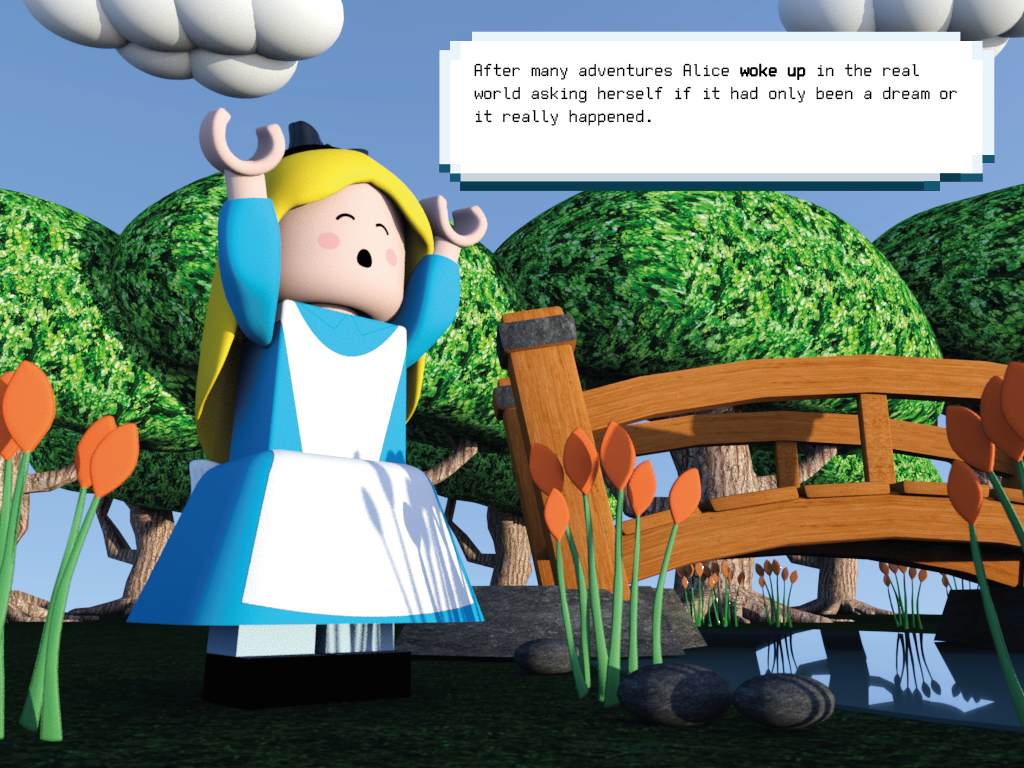 After many adventures Alice woke up in the real
world asking herself if it had only been a dream or
it really happened.